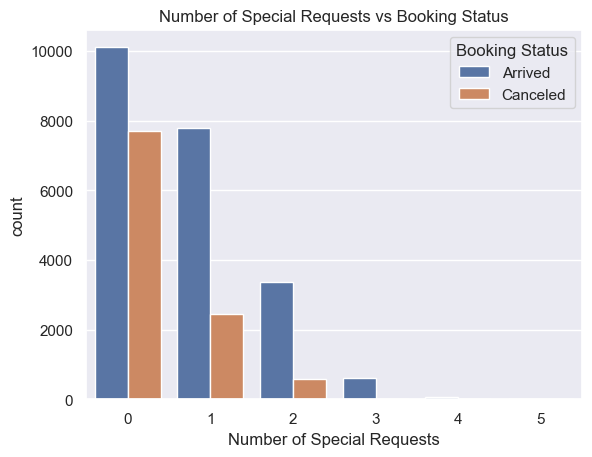 Number of Special Requests vs Booking Status
Booking Status
Arrived
Canceled
10000
8000
6000
4000
2000
0
count
0 1 2 3 4 5
Number of Special Requests